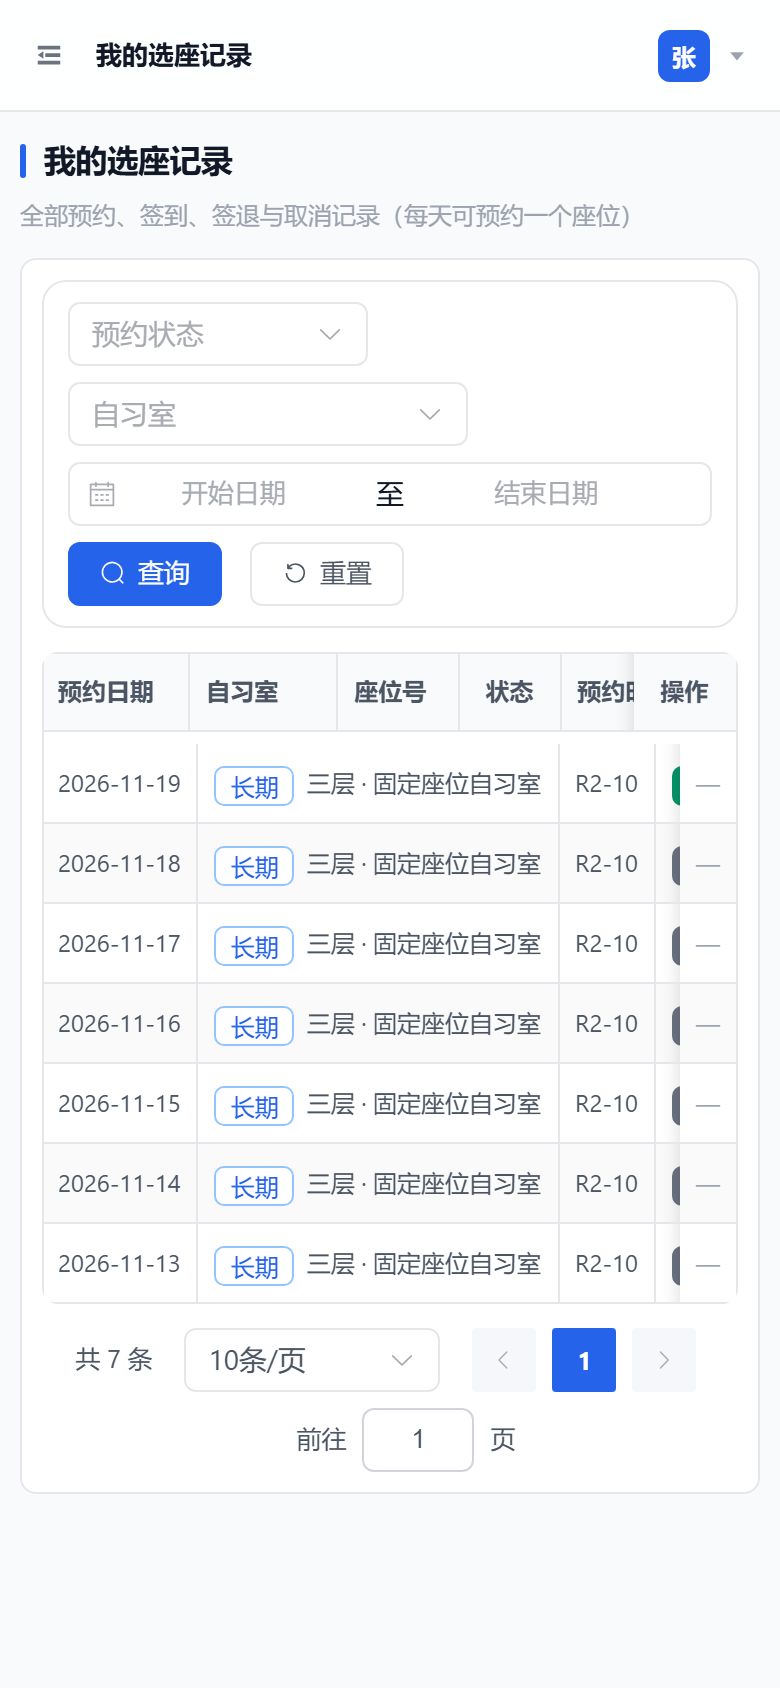 我的选座记录
张
我的选座记录
全部预约、签到、签退与取消记录（每天可预约一个座位）
预约状态
自习室
开始日期 至 结束日期
查询 重置
预约日期 自习室 座位号 状态 预约 操作
2026-11-19 长期 三层 · 固定座位自习室 R2-10 —
2026-11-18 长期 三层 · 固定座位自习室 R2-10 —
2026-11-17 长期 三层 · 固定座位自习室 R2-10 —
2026-11-16 长期 三层 · 固定座位自习室 R2-10 —
2026-11-15 长期 三层 · 固定座位自习室 R2-10 —
2026-11-14 长期 三层 · 固定座位自习室 R2-10 —
2026-11-13 长期 三层 · 固定座位自习室 R2-10 —
共 7 条 10条/页 1
前往 1 页